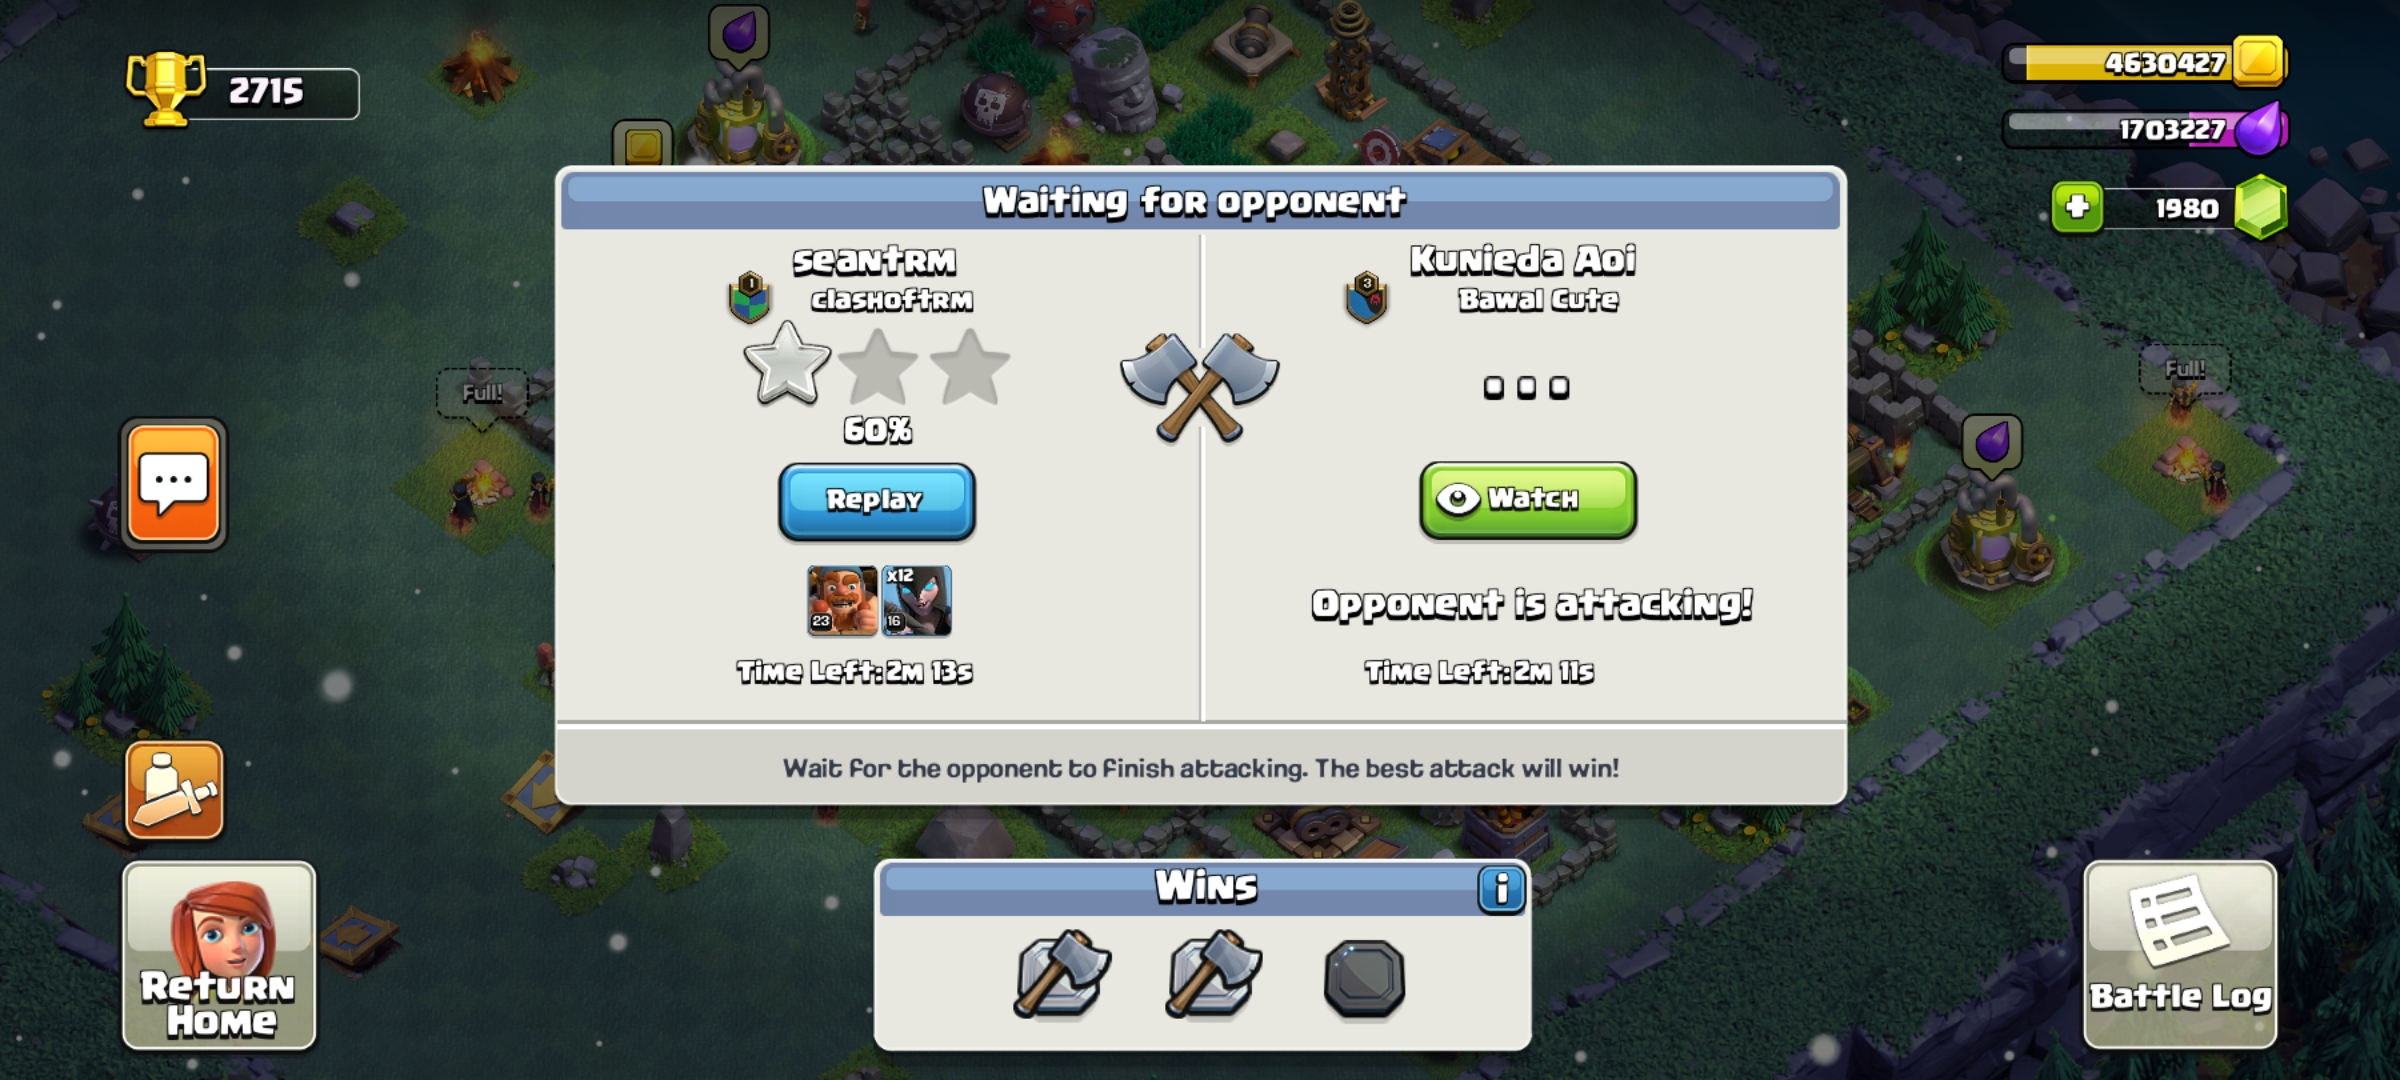 2715
4630427
1703227
1980
Waiting for opponent
seantrm
clashoftrm
1
60%
Replay
x12
23
16
Time Left:2m 13s
Kunieda Aoi
Bawal Cute
3
...
Watch
Opponent is attacking!
Time Left:2m 11s
Wait for the opponent to finish attacking. The best attack will win!
Full!
Full!
Wins
i
Return
Home
Battle Log